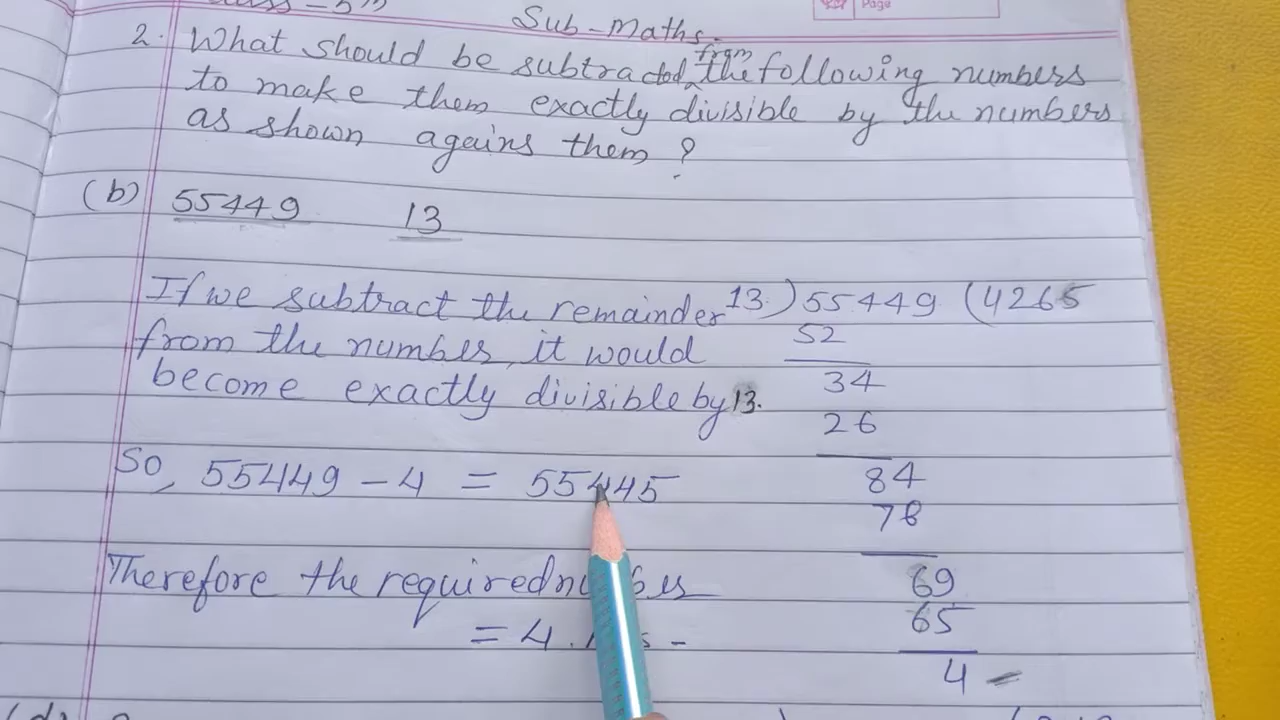 Page
Sub-Maths-
2. What should be subtracted from the following numbers
to make them exactly divisible by the numbers
as shown agains them ?
(b) 55449 13
If we subtract the remainder
from the number, it would
become exactly divisible by 13.
So, 55449 - 4 = 55445
Therefore the required
= 4.
13 ) 55449 ( 4265
52
34
26
84
78
69
65
4